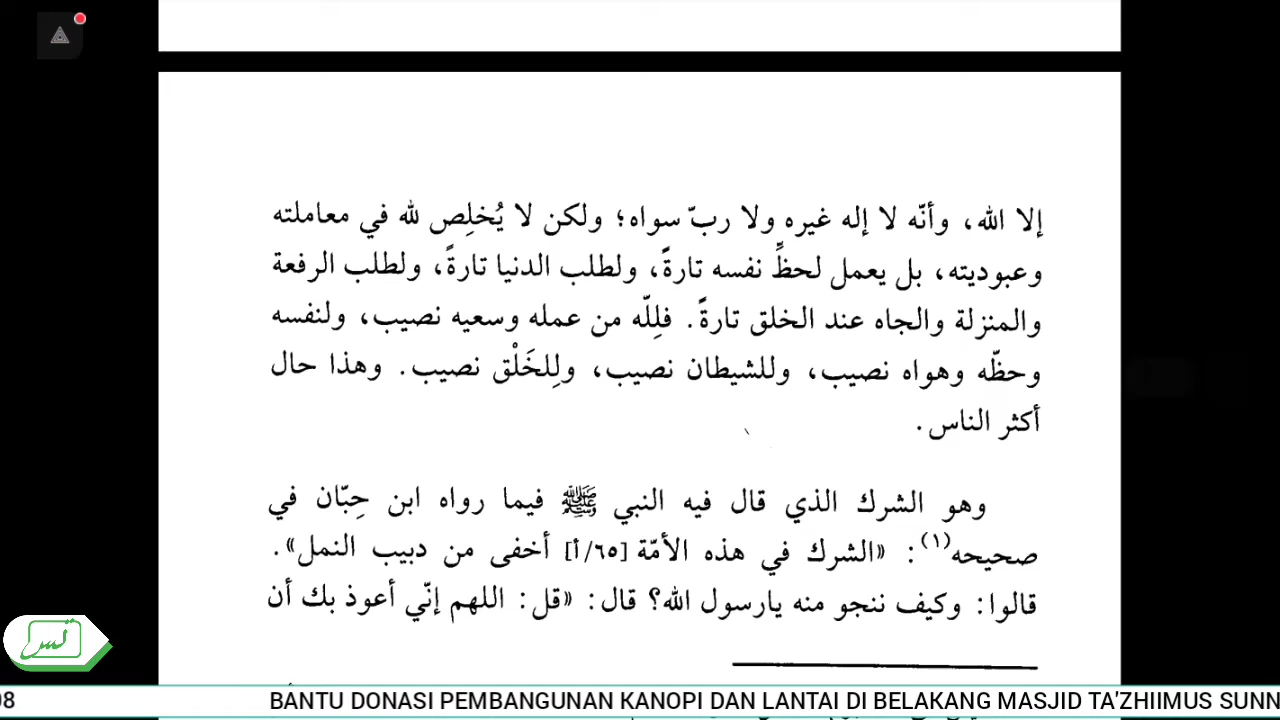 إلا الله، وأنّه لا إله غيره ولا ربّ سواه؛ ولكن لا يُخلِص لله في معاملته
وعبوديته، بل يعمل لحظِّ نفسه تارةً، ولطلب الدنيا تارةً، ولطلب الرفعة
والمنزلة والجاه عند الخلق تارةً. فلِلّه من عمله وسعيه نصيب، ولنفسه
وحظّه وهواه نصيب، وللشيطان نصيب، ولِلخَلْق نصيب. وهذا حال
أكثر الناس.
وهو الشرك الذي قال فيه النبي ﷺ فيما رواه ابن حِبّان في
صحيحه(١): «الشرك في هذه الأمّة [٦٥/أ] أخفى من دبيب النمل».
قالوا: وكيف ننجو منه يارسول الله؟ قال: «قل: اللهم إنّي أعوذ بك أن
08 BANTU DONASI PEMBANGUNAN KANOPI DAN LANTAI DI BELAKANG MASJID TA'ZHIIMUS SUNN